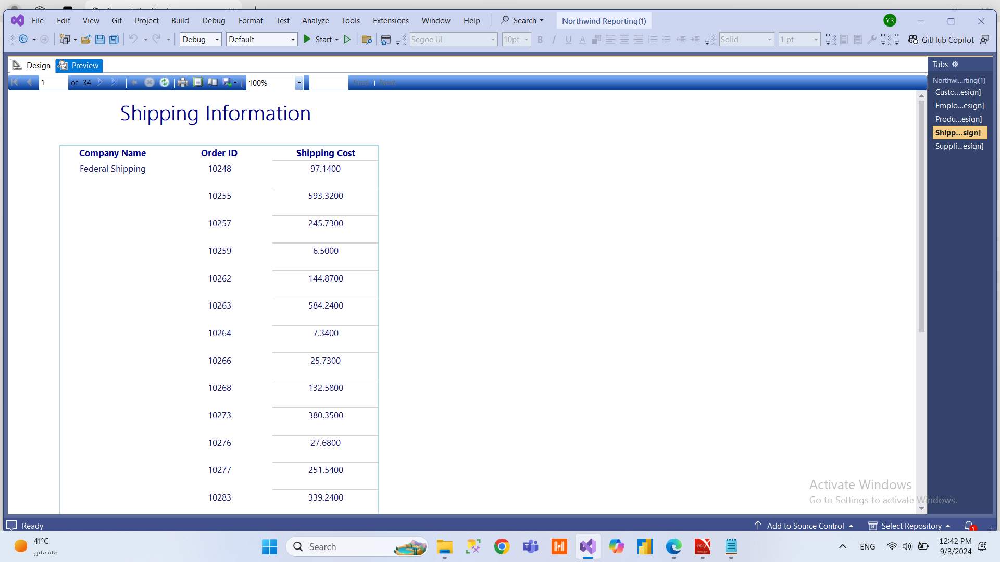 File Edit View Git Project Build Debug Format Test Analyze Tools Extensions Window Help Search Northwind Reporting(1) YR
Debug Default Start Segoe UI 10pt B I U A Solid 1 pt GitHub Copilot
Design Preview
1 of 34 100% Find | Next
Tabs
Northwi...rting(1)
Custo...esign]
Emplo...esign]
Produ...esign]
Shipp...sign]
Suppli...esign]
Shipping Information
Company Name Order ID Shipping Cost
Federal Shipping 10248 97.1400
10255 593.3200
10257 245.7300
10259 6.5000
10262 144.8700
10263 584.2400
10264 7.3400
10266 25.7300
10268 132.5800
10273 380.3500
10276 27.6800
10277 251.5400
10283 339.2400
Activate Windows
Go to Settings to activate Windows.
Ready Add to Source Control Select Repository 1
41°C
مشمس
Search
ENG
12:42 PM
9/3/2024